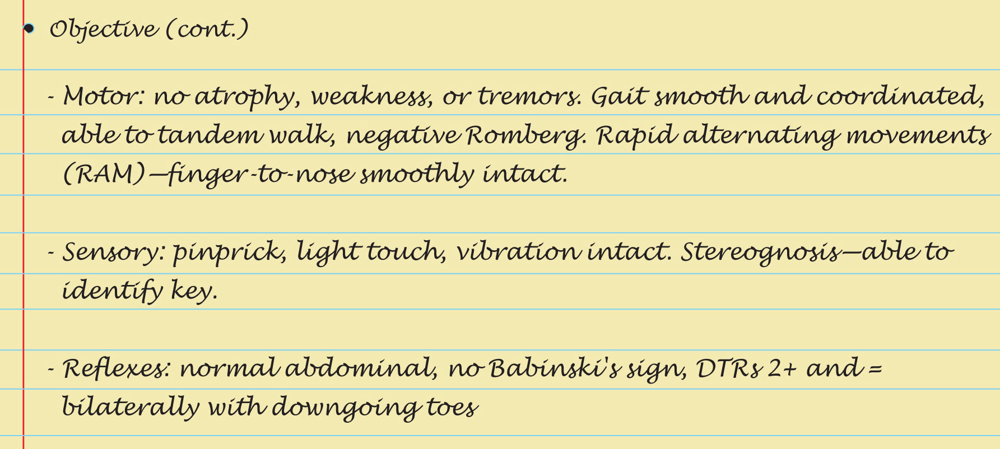 • Objective (cont.)
- Motor: no atrophy, weakness, or tremors. Gait smooth and coordinated,
able to tandem walk, negative Romberg. Rapid alternating movements
(RAM)—finger-to-nose smoothly intact.
- Sensory: pinprick, light touch, vibration intact. Stereognosis—able to
identify key.
- Reflexes: normal abdominal, no Babinski's sign, DTRs 2+ and =
bilaterally with downgoing toes